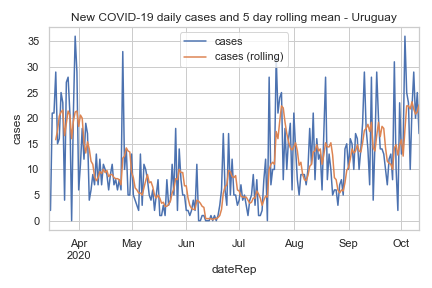 New COVID-19 daily cases and 5 day rolling mean - Uruguay
cases
cases (rolling)
35
30
25
20
15
10
5
0
cases
Apr
2020
May
Jun
Jul
Aug
Sep
Oct
dateRep